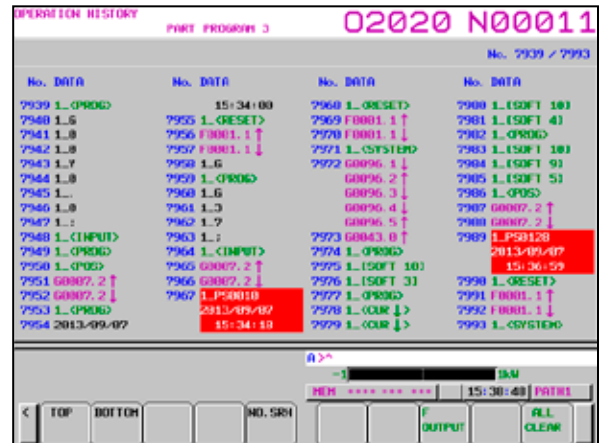 OPERATION HISTORY
PART PROGRAM 3
O2020 N00011
No. 7939 / 7993
No. DATA
7939 1_<PROG>
7940 1_G
7941 1_0
7942 1_0
7943 1_Y
7944 1_0
7945 1_.
7946 1_0
7947 1_;
7948 1_<INPUT>
7949 1_<PROG>
7950 1_<POS>
7951 G0007.2↑
7952 G0007.2↓
7953 1_<PROG>
7954 2013/09/07
No. DATA
15:34:00
7955 1_<RESET>
7956 F0001.1↑
7957 F0001.1↓
7958 1_G
7959 1_<PROG>
7960 1_G
7961 1_3
7962 1_7
7963 1_;
7964 1_<INPUT>
7965 G0007.2↑
7966 G0007.2↓
7967 1_PS0010
2013/09/07
15:34:18
No. DATA
7968 1_<RESET>
7969 F0001.1↑
7970 F0001.1↓
7971 1_<SYSTEM>
7972 G0096.1↓
G0096.2↑
G0096.3↓
G0096.4↓
G0096.5↑
7973 G0043.0↑
7974 1_<PROG>
7975 1_[SOFT 10]
7976 1_[SOFT 3]
7977 1_<PROG>
7978 1_<CUR ↓>
7979 1_<CUR ↓>
No. DATA
7980 1_[SOFT 10]
7981 1_[SOFT 4]
7982 1_<PROG>
7983 1_[SOFT 10]
7984 1_[SOFT 9]
7985 1_[SOFT 5]
7986 1_<POS>
7987 G0007.2↑
7988 G0007.2↓
7989 1_PS0128
2013/09/07
15:36:59
7990 1_<RESET>
7991 F0001.1↑
7992 F0001.1↓
7993 1_<SYSTEM>
A>^
MEM **** *** ***
15:38:48
PATH1
<
TOP
BOTTOM
NO.SRH
F OUTPUT
ALL CLEAR